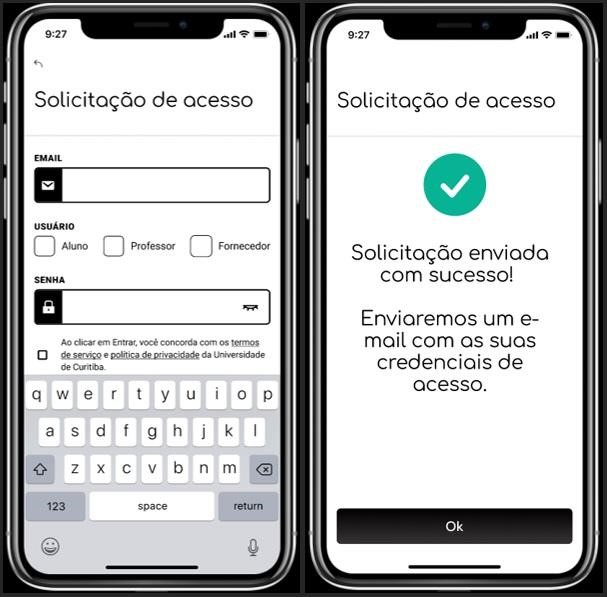 9:27
Solicitação de acesso
EMAIL
USUÁRIO
Aluno Professor Fornecedor
SENHA
Ao clicar em Entrar, você concorda com os termos
de serviço e política de privacidade da Universidade
de Curitiba.
q w e r t y u i o p
a s d f g h j k l
z x c v b n m
123 space return
9:27
Solicitação de acesso
Solicitação enviada
com sucesso!
Enviaremos um e-
mail com as suas
credenciais de
acesso.
Ok